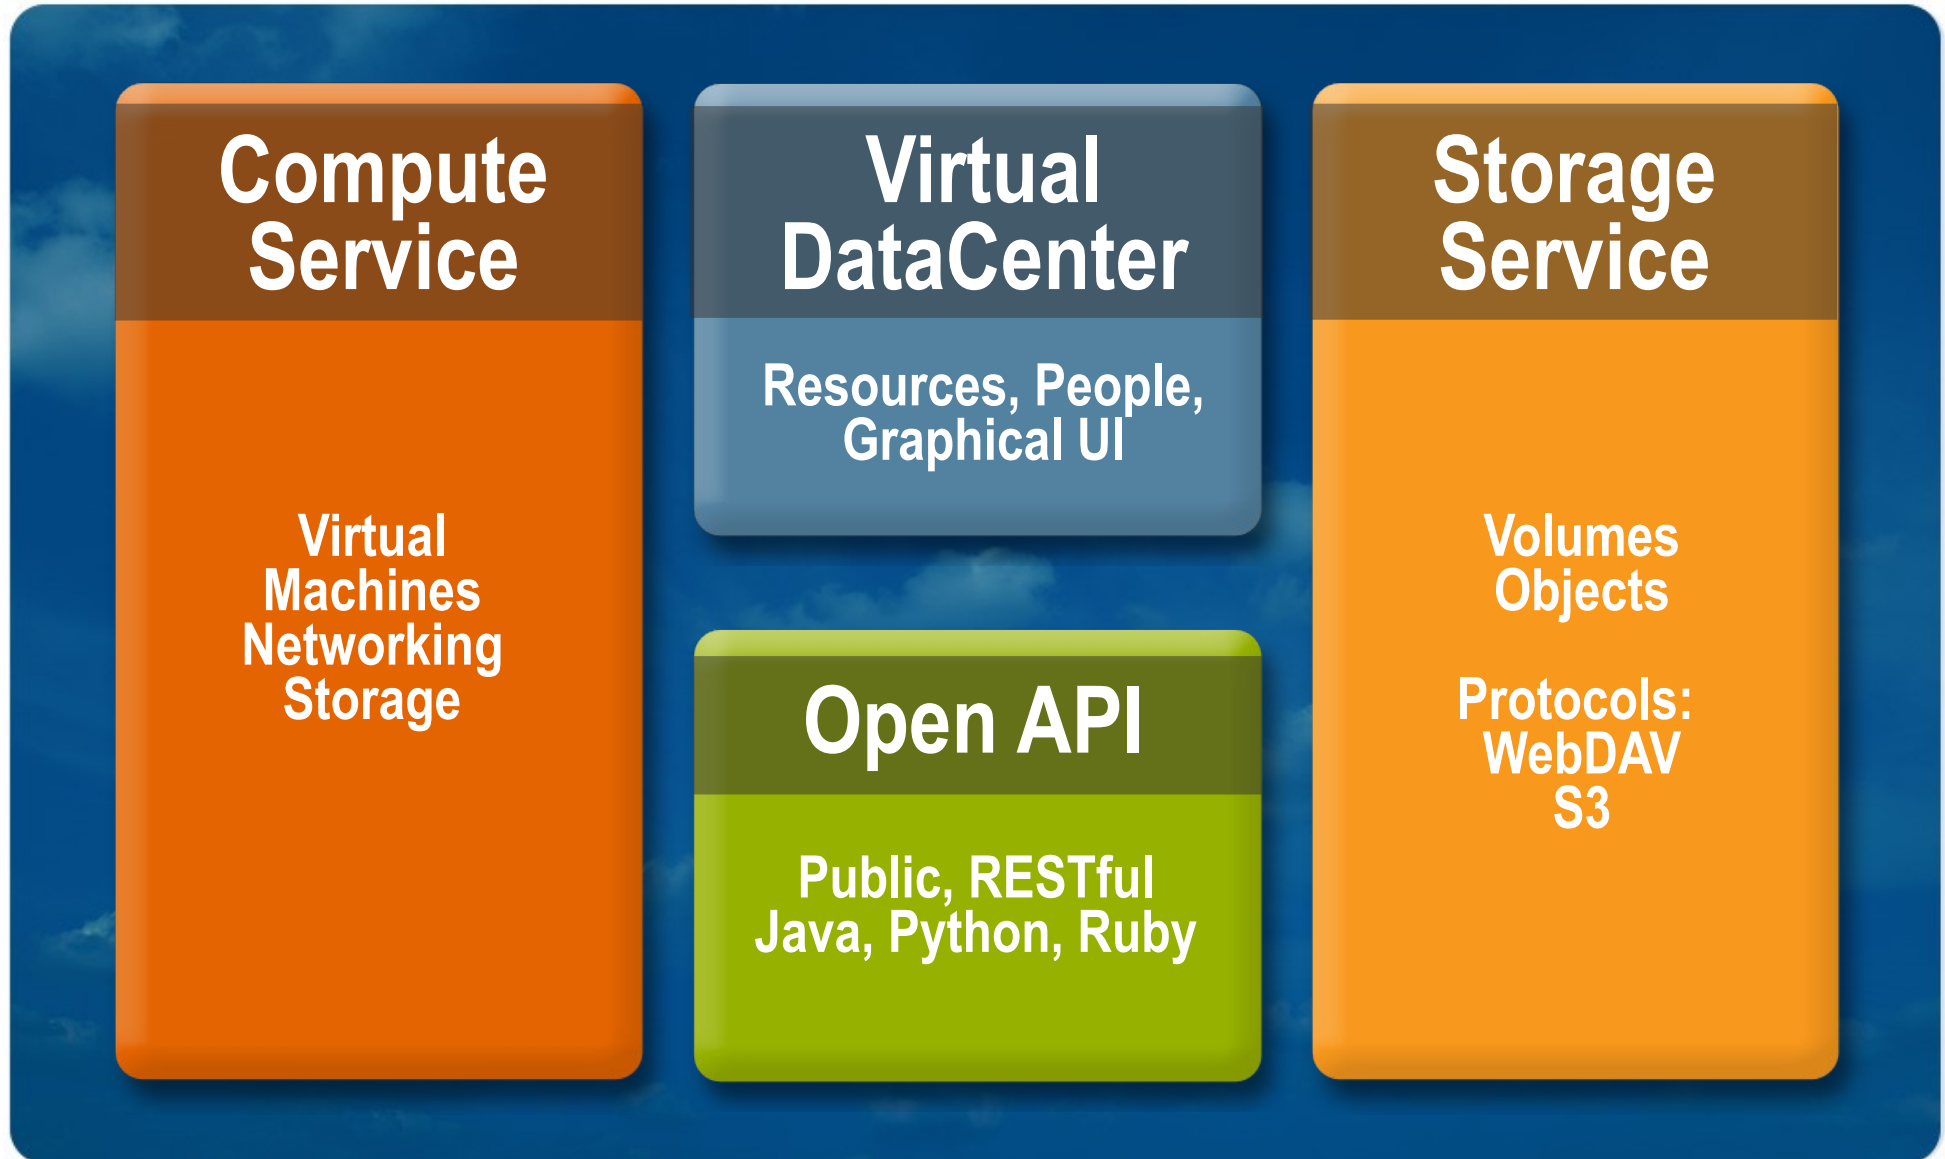 Compute
Service
Virtual
Machines
Networking
Storage
Virtual
DataCenter
Resources, People,
Graphical UI
Open API
Public, RESTful
Java, Python, Ruby
Storage
Service
Volumes
Objects
Protocols:
WebDAV
S3